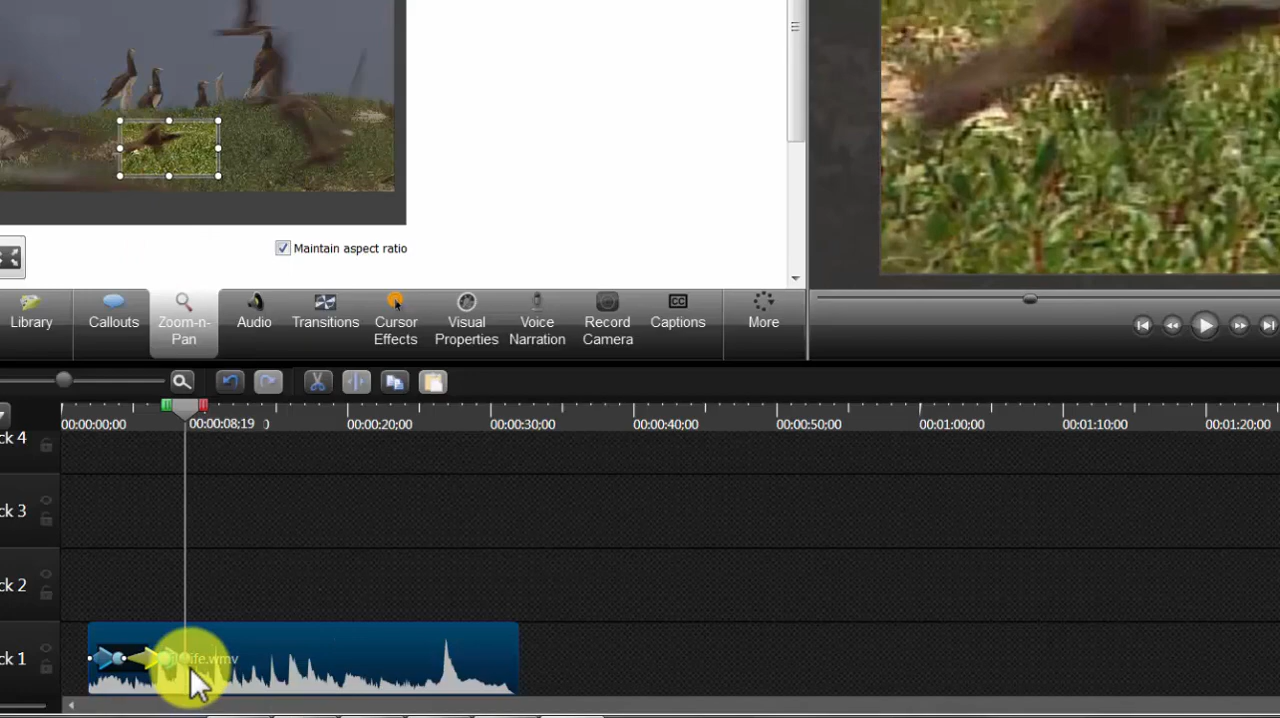 Maintain aspect ratio
Library
Callouts
Zoom-n-
Pan
Audio
Transitions
Cursor
Effects
Visual
Properties
Voice
Narration
Record
Camera
CC
Captions
More
00:00:00;00
00:00:08;19
0
00:00:20;00
00:00:30;00
00:00:40;00
00:00:50;00
00:01:00;00
00:01:10;00
00:01:20;00
ck 4
ck 3
ck 2
ck 1
ife.wmv